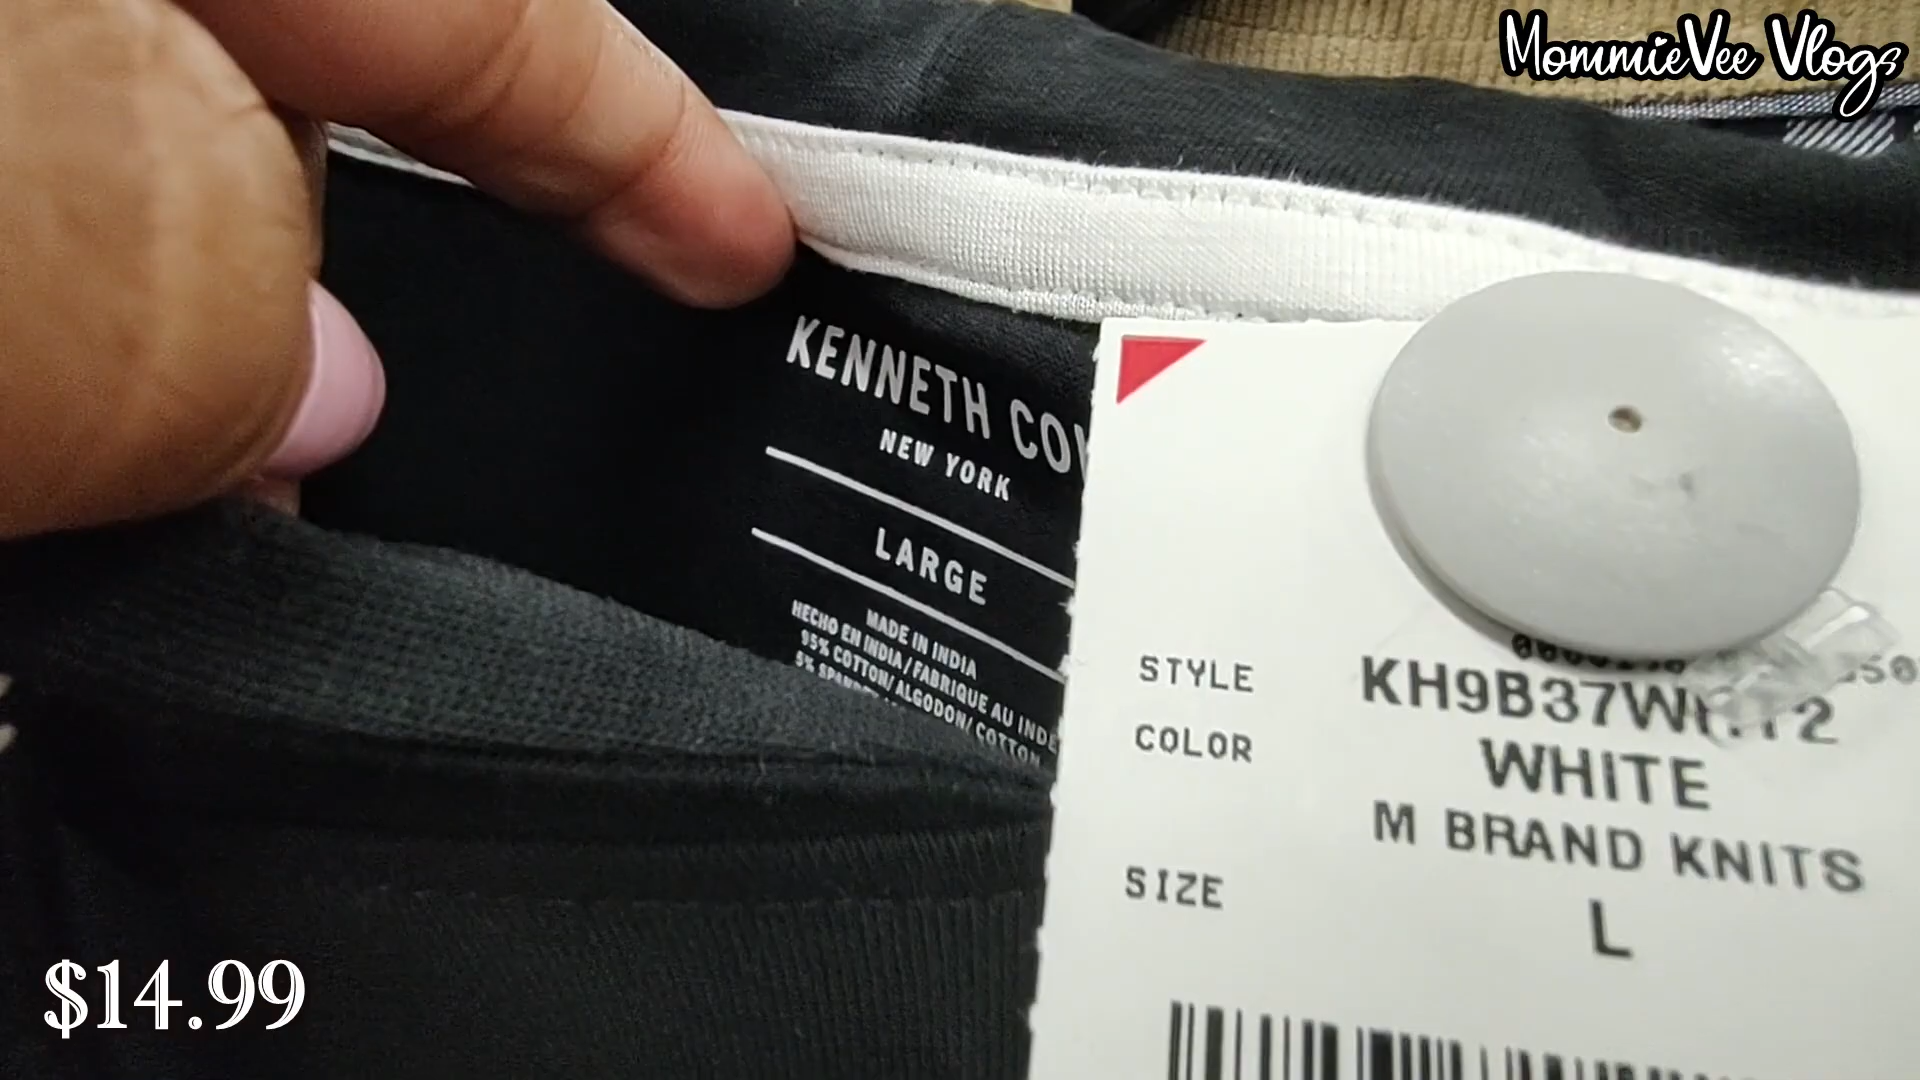 MommieVee Vlogs
KENNETH CO
NEW YORK
LARGE
MADE IN INDIA
HECHO EN INDIA/FABRIQUE AU INDE
95% COTTON/ALGODON/COTTON
5%
STYLE
COLOR
WHITE
M BRAND KNITS
SIZE
L
$14.99